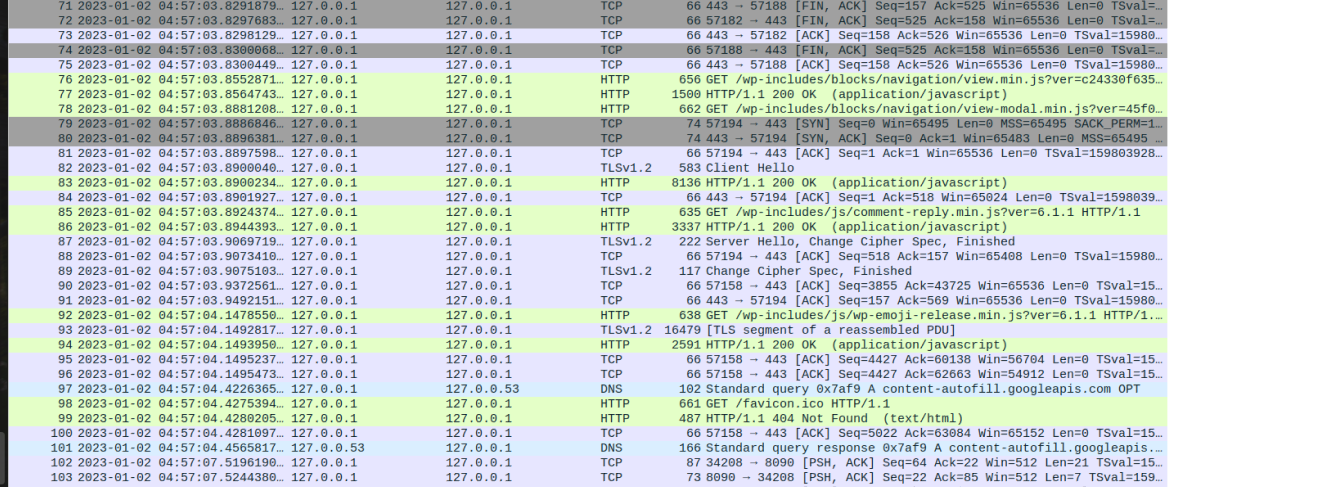 71 2023-01-02 04:57:03.8291879… 127.0.0.1 127.0.0.1 TCP 66 443 → 57188 [FIN, ACK] Seq=157 Ack=525 Win=65536 Len=0 TSval=…
72 2023-01-02 04:57:03.8297683… 127.0.0.1 127.0.0.1 TCP 66 57182 → 443 [FIN, ACK] Seq=525 Ack=158 Win=65536 Len=0 TSval=…
73 2023-01-02 04:57:03.8298129… 127.0.0.1 127.0.0.1 TCP 66 443 → 57182 [ACK] Seq=158 Ack=526 Win=65536 Len=0 TSval=15980…
74 2023-01-02 04:57:03.8300068… 127.0.0.1 127.0.0.1 TCP 66 57188 → 443 [FIN, ACK] Seq=525 Ack=158 Win=65536 Len=0 TSval=…
75 2023-01-02 04:57:03.8300449… 127.0.0.1 127.0.0.1 TCP 66 443 → 57188 [ACK] Seq=158 Ack=526 Win=65536 Len=0 TSval=15980…
76 2023-01-02 04:57:03.8552871… 127.0.0.1 127.0.0.1 HTTP 656 GET /wp-includes/blocks/navigation/view.min.js?ver=c24330f635…
77 2023-01-02 04:57:03.8564743… 127.0.0.1 127.0.0.1 HTTP 1500 HTTP/1.1 200 OK (application/javascript)
78 2023-01-02 04:57:03.8881208… 127.0.0.1 127.0.0.1 HTTP 662 GET /wp-includes/blocks/navigation/view-modal.min.js?ver=45f0…
79 2023-01-02 04:57:03.8886846… 127.0.0.1 127.0.0.1 TCP 74 57194 → 443 [SYN] Seq=0 Win=65495 Len=0 MSS=65495 SACK_PERM=1…
80 2023-01-02 04:57:03.8896381… 127.0.0.1 127.0.0.1 TCP 74 443 → 57194 [SYN, ACK] Seq=0 Ack=1 Win=65483 Len=0 MSS=65495 …
81 2023-01-02 04:57:03.8897598… 127.0.0.1 127.0.0.1 TCP 66 57194 → 443 [ACK] Seq=1 Ack=1 Win=65536 Len=0 TSval=159803928…
82 2023-01-02 04:57:03.8900040… 127.0.0.1 127.0.0.1 TLSv1.2 583 Client Hello
83 2023-01-02 04:57:03.8900234… 127.0.0.1 127.0.0.1 HTTP 8136 HTTP/1.1 200 OK (application/javascript)
84 2023-01-02 04:57:03.8901927… 127.0.0.1 127.0.0.1 TCP 66 443 → 57194 [ACK] Seq=1 Ack=518 Win=65024 Len=0 TSval=1598039…
85 2023-01-02 04:57:03.8924374… 127.0.0.1 127.0.0.1 HTTP 635 GET /wp-includes/js/comment-reply.min.js?ver=6.1.1 HTTP/1.1
86 2023-01-02 04:57:03.8944393… 127.0.0.1 127.0.0.1 HTTP 3337 HTTP/1.1 200 OK (application/javascript)
87 2023-01-02 04:57:03.9069719… 127.0.0.1 127.0.0.1 TLSv1.2 222 Server Hello, Change Cipher Spec, Finished
88 2023-01-02 04:57:03.9073410… 127.0.0.1 127.0.0.1 TCP 66 57194 → 443 [ACK] Seq=518 Ack=157 Win=65408 Len=0 TSval=15980…
89 2023-01-02 04:57:03.9075103… 127.0.0.1 127.0.0.1 TLSv1.2 117 Change Cipher Spec, Finished
90 2023-01-02 04:57:03.9372561… 127.0.0.1 127.0.0.1 TCP 66 57158 → 443 [ACK] Seq=3855 Ack=43725 Win=65536 Len=0 TSval=15…
91 2023-01-02 04:57:03.9492151… 127.0.0.1 127.0.0.1 TCP 66 443 → 57194 [ACK] Seq=157 Ack=569 Win=65536 Len=0 TSval=15980…
92 2023-01-02 04:57:04.1478550… 127.0.0.1 127.0.0.1 HTTP 638 GET /wp-includes/js/wp-emoji-release.min.js?ver=6.1.1 HTTP/1.…
93 2023-01-02 04:57:04.1492817… 127.0.0.1 127.0.0.1 TLSv1.2 16479 [TLS segment of a reassembled PDU]
94 2023-01-02 04:57:04.1493950… 127.0.0.1 127.0.0.1 HTTP 2591 HTTP/1.1 200 OK (application/javascript)
95 2023-01-02 04:57:04.1495237… 127.0.0.1 127.0.0.1 TCP 66 57158 → 443 [ACK] Seq=4427 Ack=60138 Win=56704 Len=0 TSval=15…
96 2023-01-02 04:57:04.1495473… 127.0.0.1 127.0.0.1 TCP 66 57158 → 443 [ACK] Seq=4427 Ack=62663 Win=54912 Len=0 TSval=15…
97 2023-01-02 04:57:04.4226365… 127.0.0.1 127.0.0.53 DNS 102 Standard query 0x7af9 A content-autofill.googleapis.com OPT
98 2023-01-02 04:57:04.4275394… 127.0.0.1 127.0.0.1 HTTP 661 GET /favicon.ico HTTP/1.1
99 2023-01-02 04:57:04.4280205… 127.0.0.1 127.0.0.1 HTTP 487 HTTP/1.1 404 Not Found (text/html)
100 2023-01-02 04:57:04.4281097… 127.0.0.1 127.0.0.1 TCP 66 57158 → 443 [ACK] Seq=5022 Ack=63084 Win=65152 Len=0 TSval=15…
101 2023-01-02 04:57:04.4565817… 127.0.0.53 127.0.0.1 DNS 166 Standard query response 0x7af9 A content-autofill.googleapis.…
102 2023-01-02 04:57:07.5196190… 127.0.0.1 127.0.0.1 TCP 87 34208 → 8090 [PSH, ACK] Seq=64 Ack=22 Win=512 Len=21 TSval=15…
103 2023-01-02 04:57:07.5244380… 127.0.0.1 127.0.0.1 TCP 73 8090 → 34208 [PSH, ACK] Seq=22 Ack=85 Win=512 Len=7 TSval=159…